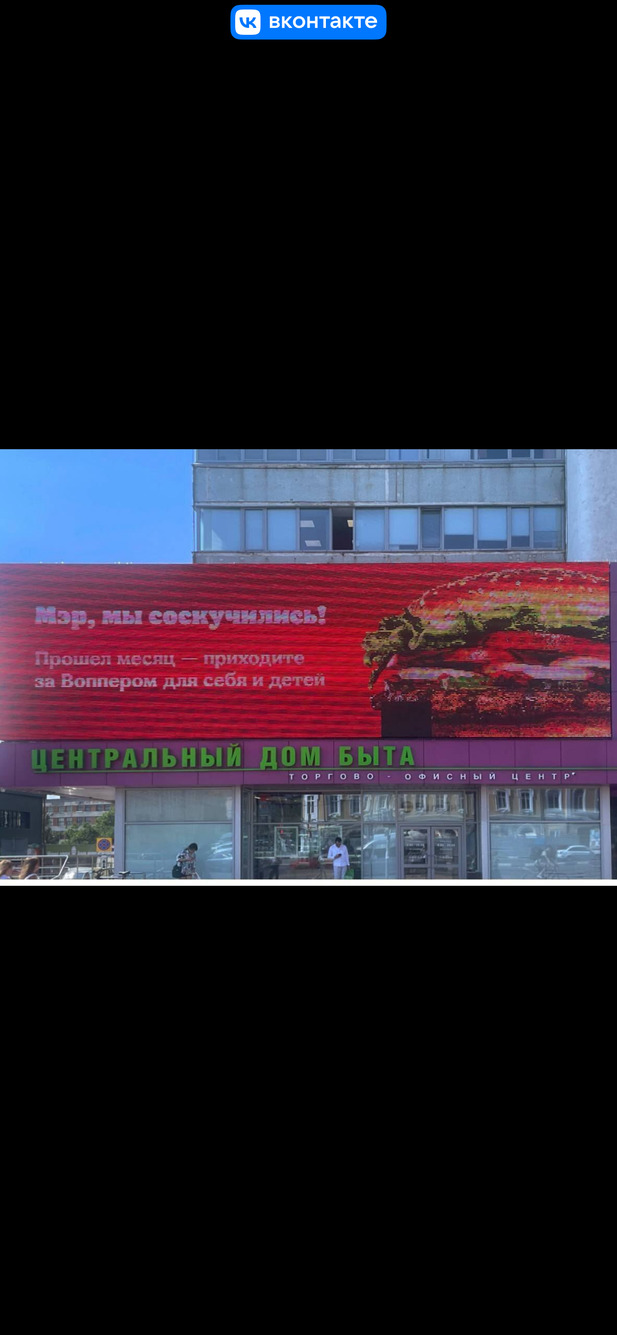 вконтакте
Мэр, мы соскучились!
Прошел месяц — приходите
за Воппером для себя и детей
ЦЕНТРАЛЬНЫЙ ДОМ БЫТА
ТОРГОВО - ОФИСНЫЙ ЦЕНТР